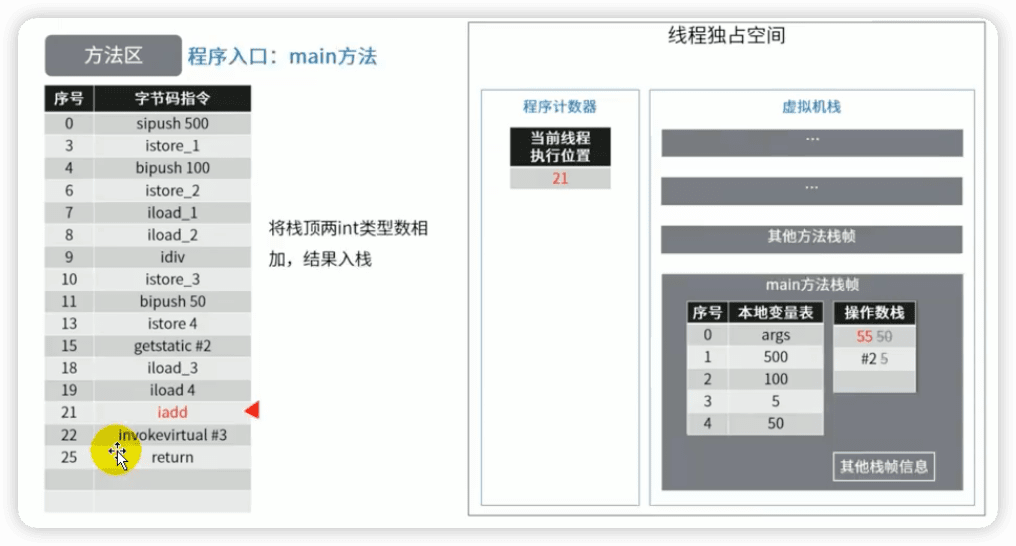 方法区 程序入口：main方法
序号 字节码指令
0 sipush 500
3 istore_1
4 bipush 100
6 istore_2
7 iload_1
8 iload_2
9 idiv
10 istore_3
11 bipush 50
13 istore 4
15 getstatic #2
18 iload_3
19 iload 4
21 iadd
22 invokevirtual #3
25 return
将栈顶两int类型数相
加，结果入栈
线程独占空间
程序计数器
当前线程
执行位置
21
虚拟机栈
...
...
其他方法栈帧
main方法栈帧
序号 本地变量表
0 args
1 500
2 100
3 5
4 50
操作数栈
55 50
#2 5
其他栈帧信息